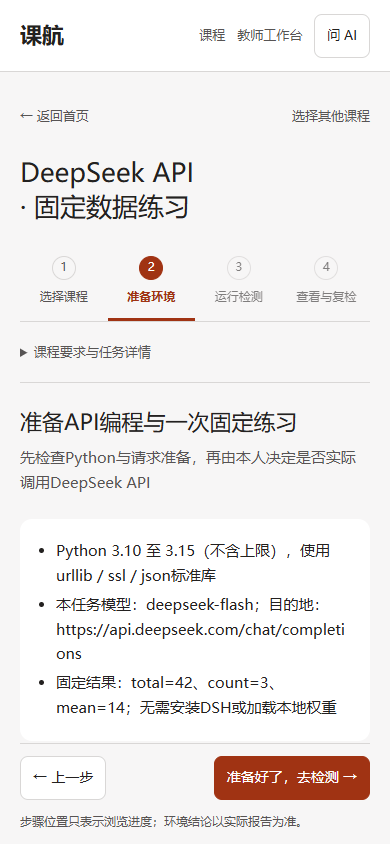 课航
课程 教师工作台 问 AI
← 返回首页 选择其他课程
DeepSeek API
· 固定数据练习
1 2 3 4
选择课程 准备环境 运行检测 查看与复检
▶ 课程要求与任务详情
准备API编程与一次固定练习
先检查Python与请求准备，再由本人决定是否实际
调用DeepSeek API
• Python 3.10 至 3.15（不含上限），使用
urllib / ssl / json标准库
• 本任务模型：deepseek-flash；目的地：
https://api.deepseek.com/chat/completi
ons
• 固定结果：total=42、count=3、
mean=14；无需安装DSH或加载本地权重
← 上一步 准备好了，去检测 →
步骤位置只表示浏览进度；环境结论以实际报告为准。